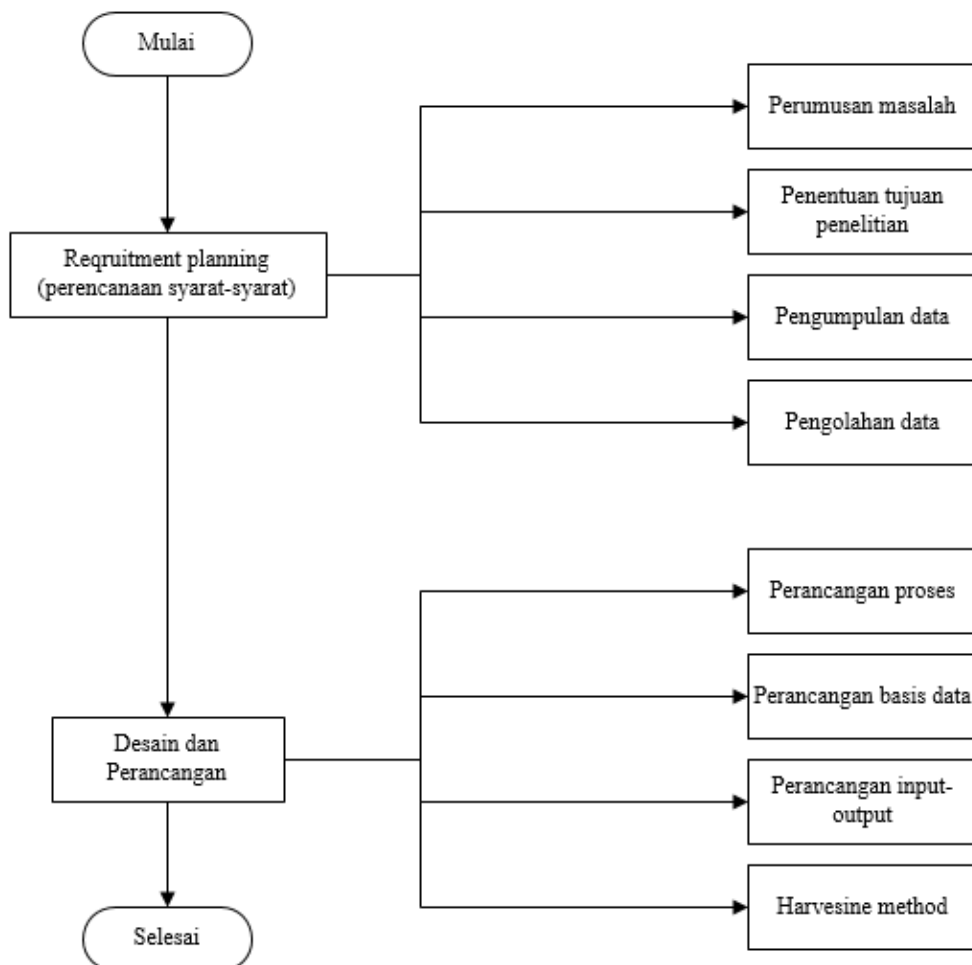 Mulai
Reqruitment planning
(perencanaan syarat-syarat)
Perumusan masalah
Penentuan tujuan
penelitian
Pengumpulan data
Pengolahan data
Desain dan
Perancangan
Perancangan proses
Perancangan basis data
Perancangan input-
output
Harvesine method
Selesai